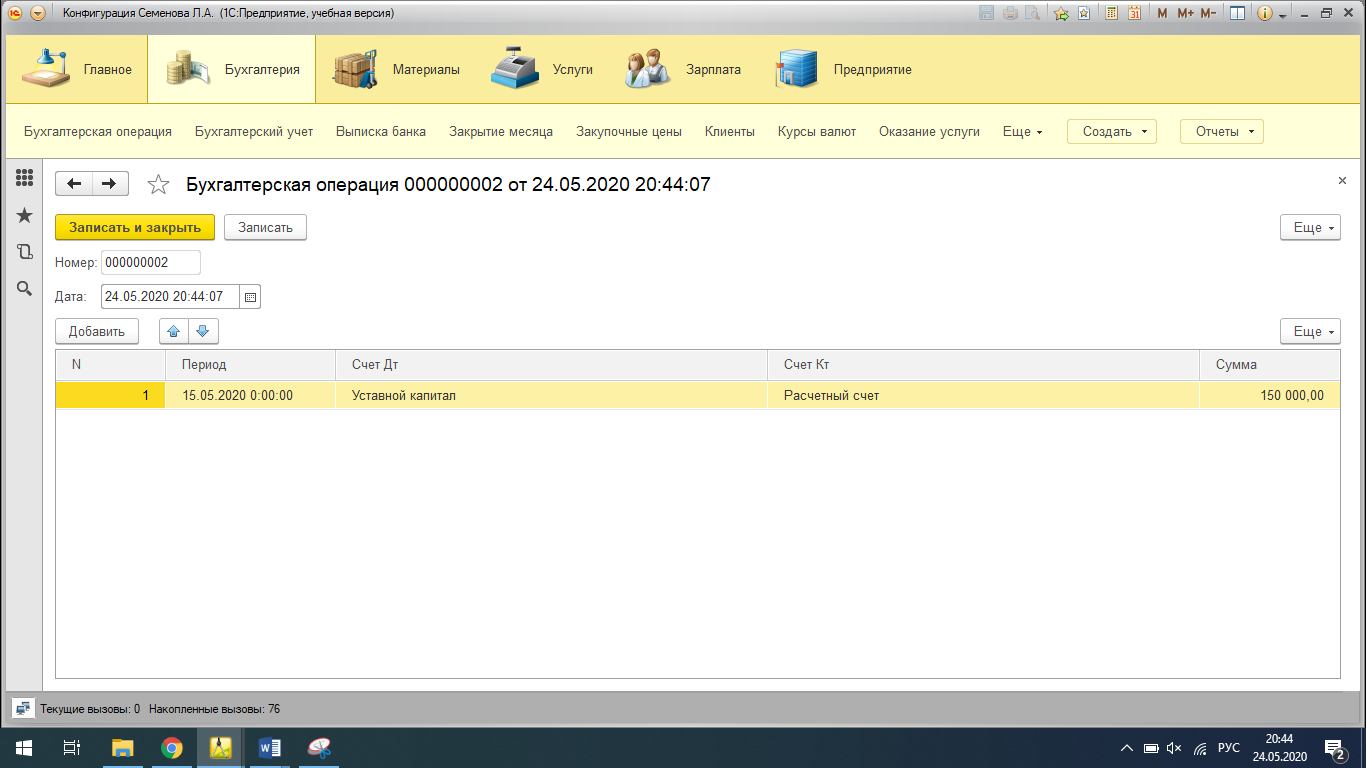 Конфигурация Семенова Л.А. (1С:Предприятие, учебная версия)
M M+ M-
Главное Бухгалтерия Материалы Услуги Зарплата Предприятие
Бухгалтерская операция Бухгалтерский учет Выписка банка Закрытие месяца Закупочные цены Клиенты Курсы валют Оказание услуги Еще Создать Отчеты
Бухгалтерская операция 000000002 от 24.05.2020 20:44:07
Записать и закрыть Записать Еще
Номер: 000000002
Дата: 24.05.2020 20:44:07
Добавить Еще
N Период Счет Дт Счет Кт Сумма
1 15.05.2020 0:00:00 Уставной капитал Расчетный счет 150 000,00
Текущие вызовы: 0 Накопленные вызовы: 76
РУС 20:44
24.05.2020 2